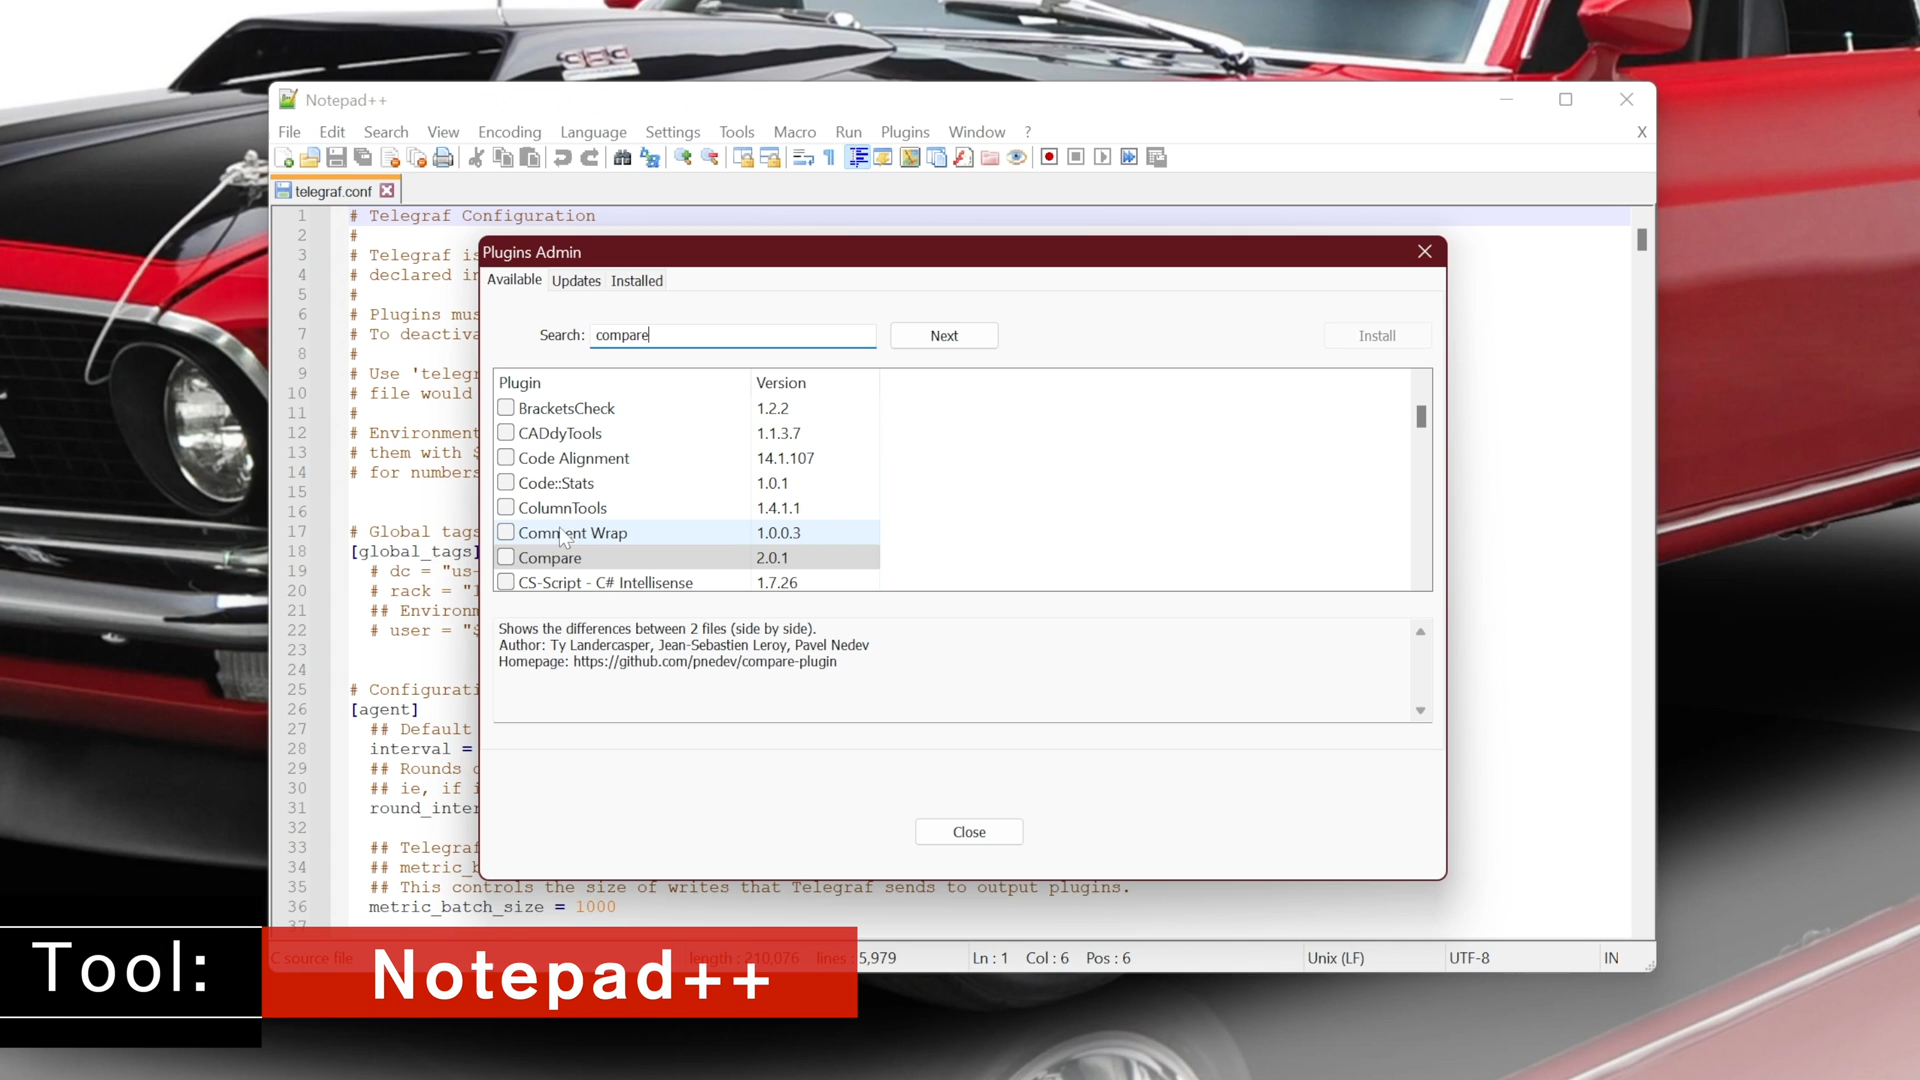 Notepad++
File Edit Search View Encoding Language Settings Tools Macro Run Plugins Window ? X
telegraf.conf
1 # Telegraf Configuration
2 #
3 # Telegraf is
4 # declared in
5 #
6 # Plugins mus
7 # To deactiva
8 #
9 # Use 'telegr
10 # file would
11 #
12 # Environment
13 # them with $
14 # for numbers
15
16
17 # Global tags
18 [global_tags]
19 # dc = "us-
20 # rack = "1
21 ## Environm
22 # user = "$
23
24
25 # Configurati
26 [agent]
27 ## Default
28 interval =
29 ## Rounds
30 ## ie, if i
31 round_inter
32
33 ## Telegraf
34 ## metric_b
35 ## This controls the size of writes that Telegraf sends to output plugins.
36 metric_batch_size = 1000
37
Plugins Admin
Available Updates Installed
Search: compare Next Install
Plugin Version
BracketsCheck 1.2.2
CADdyTools 1.1.3.7
Code Alignment 14.1.107
Code::Stats 1.0.1
ColumnTools 1.4.1.1
Comment Wrap 1.0.0.3
Compare 2.0.1
CS-Script - C# Intellisense 1.7.26
Shows the differences between 2 files (side by side).
Author: Ty Landercasper, Jean-Sebastien Leroy, Pavel Nedev
Homepage: https://github.com/pnedev/compare-plugin
Close
C source file length : 210,076 lines : 5,979 Ln : 1 Col : 6 Pos : 6 Unix (LF) UTF-8 IN
Tool: Notepad++